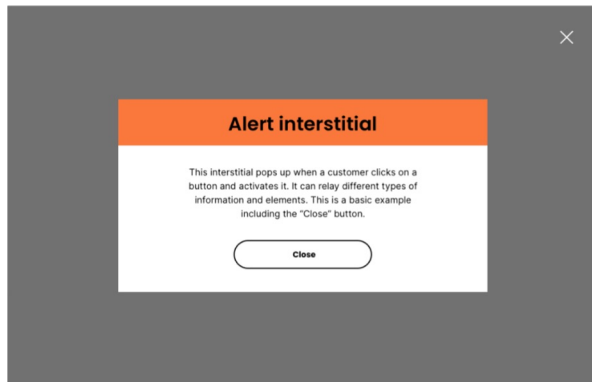 Alert interstitial
This interstitial pops up when a customer clicks on a
button and activates it. It can relay different types of
information and elements. This is a basic example
including the "Close" button.
Close